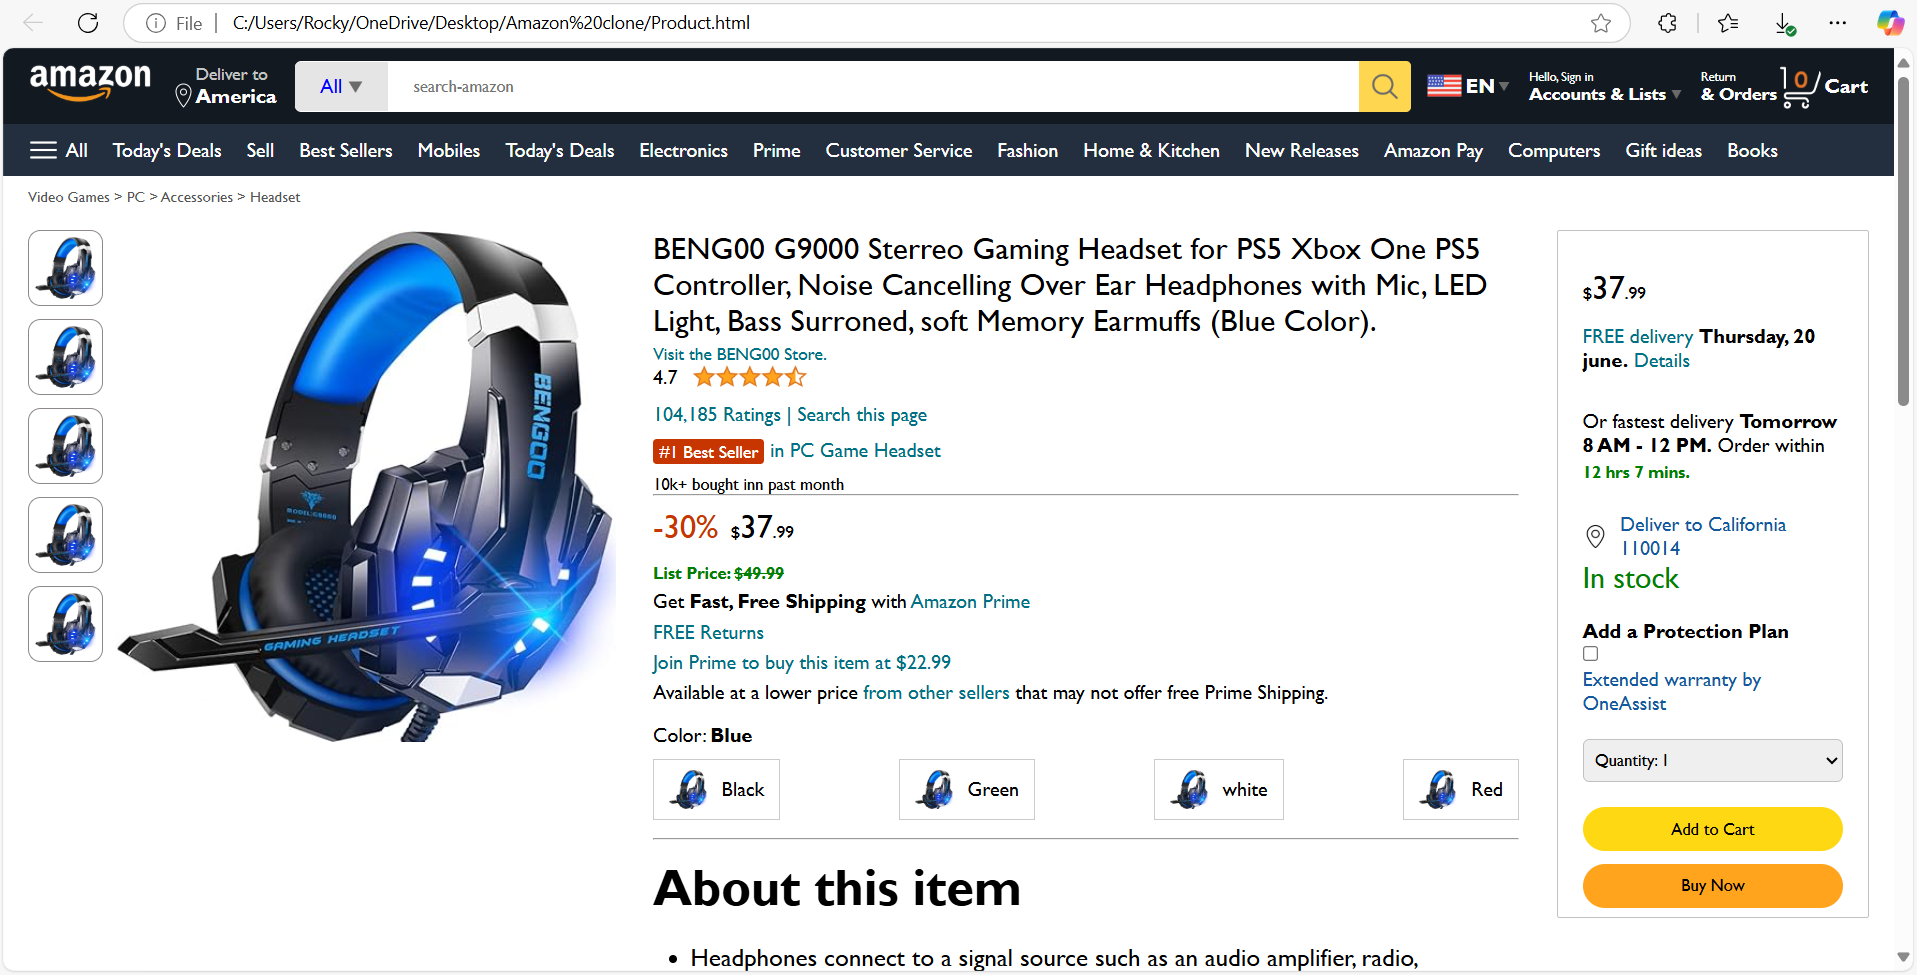 File
C:/Users/Rocky/OneDrive/Desktop/Amazon%20clone/Product.html
amazon
Deliver to
America
All ▼
search-amazon
EN ▼
Hello, Sign in
Accounts & Lists ▼
Return
& Orders
0
Cart
All
Today's Deals
Sell
Best Sellers
Mobiles
Today's Deals
Electronics
Prime
Customer Service
Fashion
Home & Kitchen
New Releases
Amazon Pay
Computers
Gift ideas
Books
Video Games > PC > Accessories > Headset
BENGOO
GAMING HEADSET
BENG00 G9000 Sterreo Gaming Headset for PS5 Xbox One PS5
Controller, Noise Cancelling Over Ear Headphones with Mic, LED
Light, Bass Surroned, soft Memory Earmuffs (Blue Color).
Visit the BENG00 Store.
4.7
104,185 Ratings | Search this page
#1 Best Seller in PC Game Headset
10k+ bought inn past month
-30% $37.99
List Price: $49.99
Get Fast, Free Shipping with Amazon Prime
FREE Returns
Join Prime to buy this item at $22.99
Available at a lower price from other sellers that may not offer free Prime Shipping.
Color: Blue
Black
Green
white
Red
About this item
• Headphones connect to a signal source such as an audio amplifier, radio,
$37.99
FREE delivery Thursday, 20
june. Details
Or fastest delivery Tomorrow
8 AM - 12 PM. Order within
12 hrs 7 mins.
Deliver to California
110014
In stock
Add a Protection Plan
Extended warranty by
OneAssist
Quantity: 1
Add to Cart
Buy Now